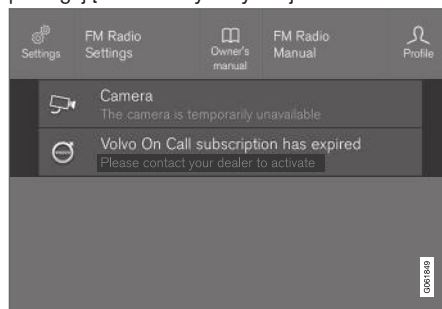 Settings
FM Radio
Settings
Owner's
manual
FM Radio
Manual
Profile
Camera
The camera is temporarily unavailable
Volvo On Call subscription has expired
Please contact your dealer to activate
G061849